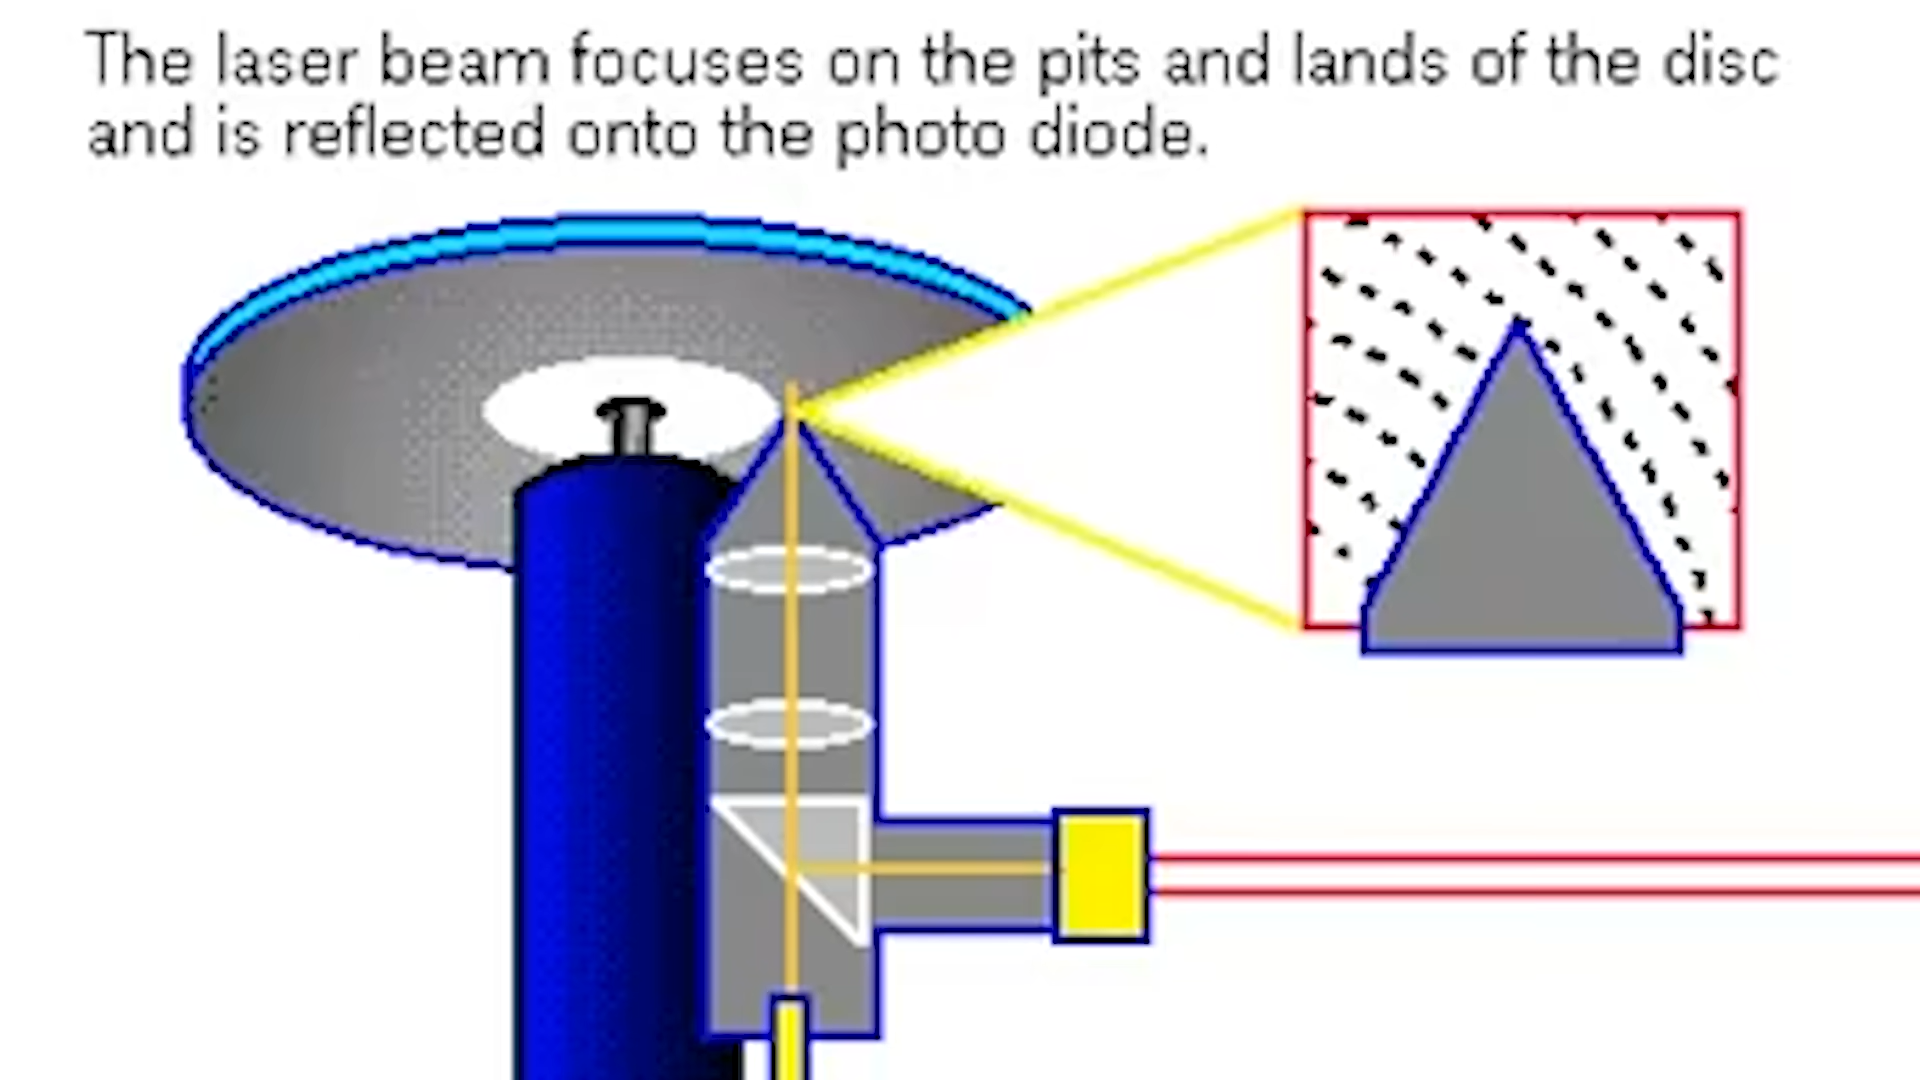 The laser beam focuses on the pits and lands of the disc
and is reflected onto the photo diode.